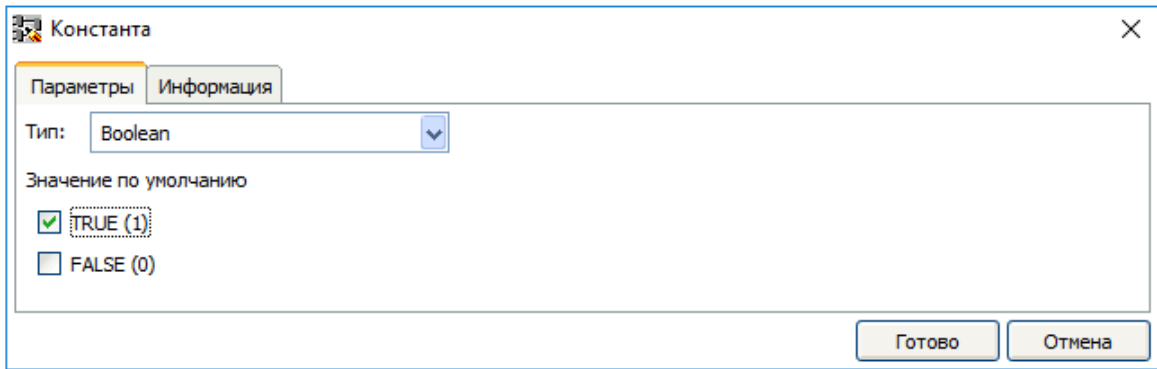 Константа
Параметры Информация
Тип: Boolean
Значение по умолчанию
TRUE (1)
FALSE (0)
Готово Отмена